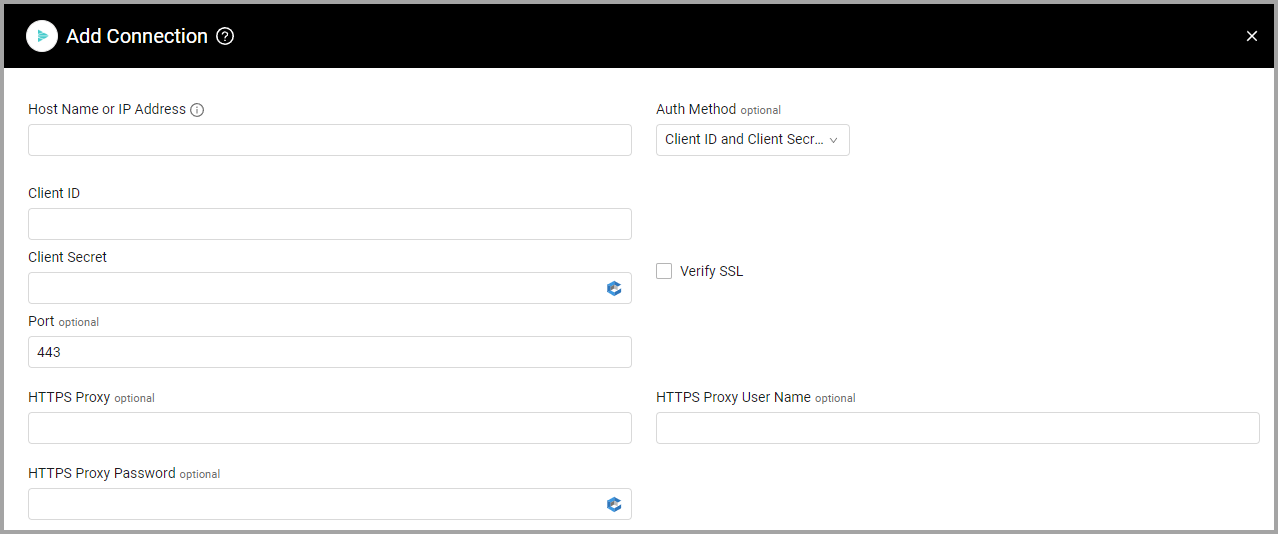 Add Connection ?
Host Name or IP Address
Auth Method optional
Client ID and Client Secr...
Client ID
Client Secret
Verify SSL
Port optional
443
HTTPS Proxy optional
HTTPS Proxy User Name optional
HTTPS Proxy Password optional